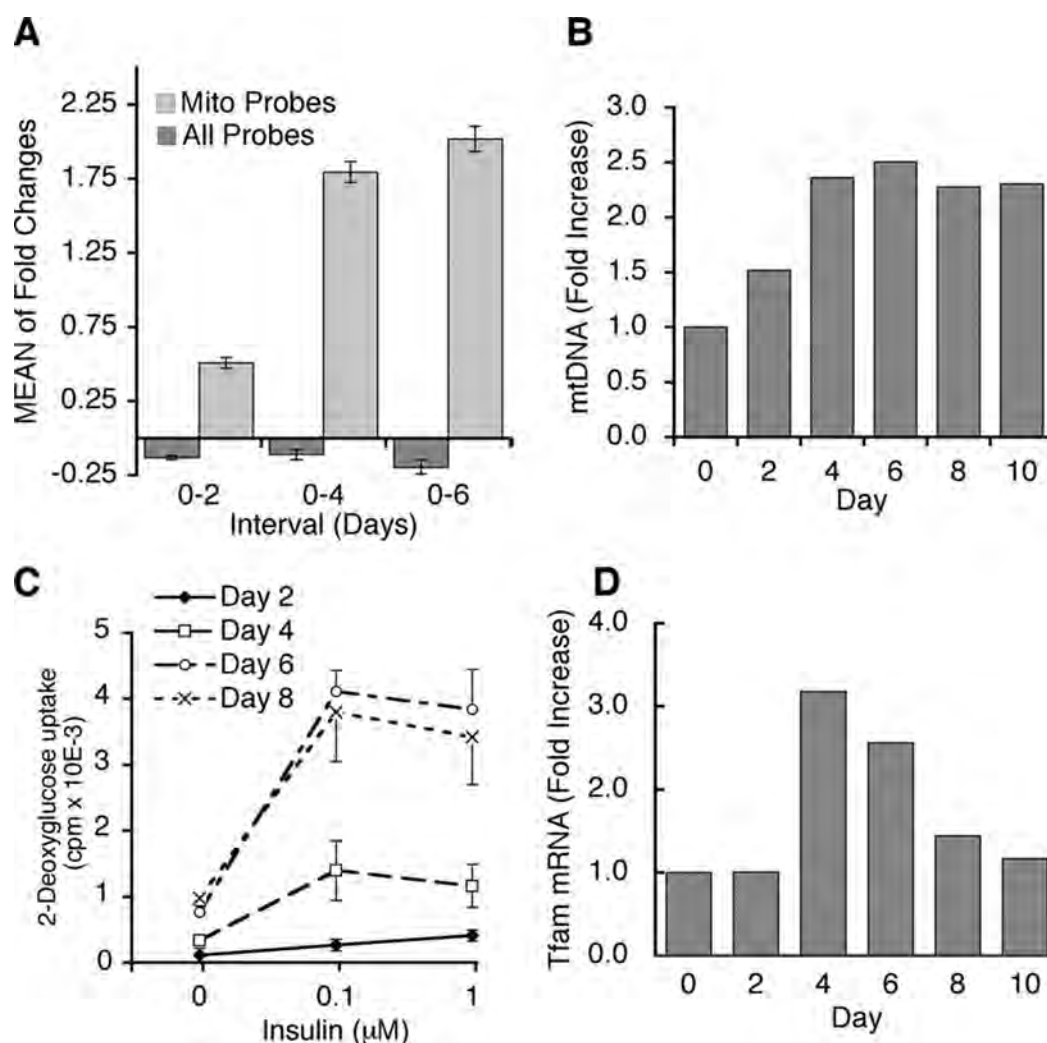 A
MEAN of Fold Changes
2.25
1.75
1.25
0.75
0.25
-0.25
Mito Probes
All Probes
0-2
0-4
0-6
Interval (Days)
B
mtDNA (Fold Increase)
3.0
2.5
2.0
1.5
1.0
0.5
0.0
0 2 4 6 8 10
Day
C
Day 2
Day 4
Day 6
Day 8
2-Deoxyglucose uptake
(cpm x 10E-3)
5
4
3
2
1
0
0 0.1 1
Insulin (μM)
D
Tfam mRNA (Fold Increase)
4.0
3.0
2.0
1.0
0.0
0 2 4 6 8 10
Day